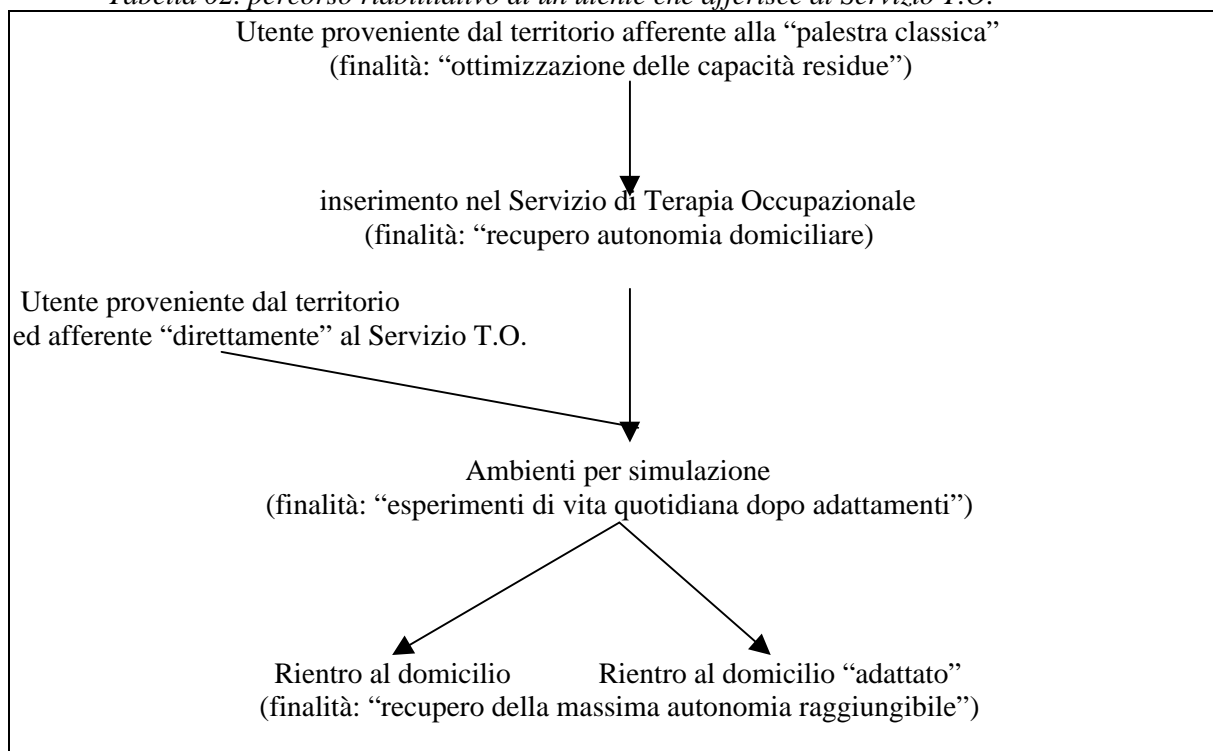 Tabella 02: percorso riabilitativo di un utente che afferisce al Servizio T.O.
Utente proveniente dal territorio afferente alla “palestra classica”
(finalità: “ottimizzazione delle capacità residue”)
inserimento nel Servizio di Terapia Occupazionale
(finalità: “recupero autonomia domiciliare)
Utente proveniente dal territorio
ed afferente “direttamente” al Servizio T.O.
Ambienti per simulazione
(finalità: “esperimenti di vita quotidiana dopo adattamenti”)
Rientro al domicilio Rientro al domicilio “adattato”
(finalità: “recupero della massima autonomia raggiungibile”)